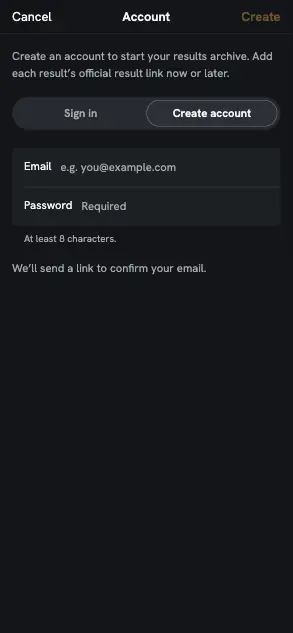 Cancel Account Create
Create an account to start your results archive. Add
each result’s official result link now or later.
Sign in Create account
Email e.g. you@example.com
Password Required
At least 8 characters.
We’ll send a link to confirm your email.